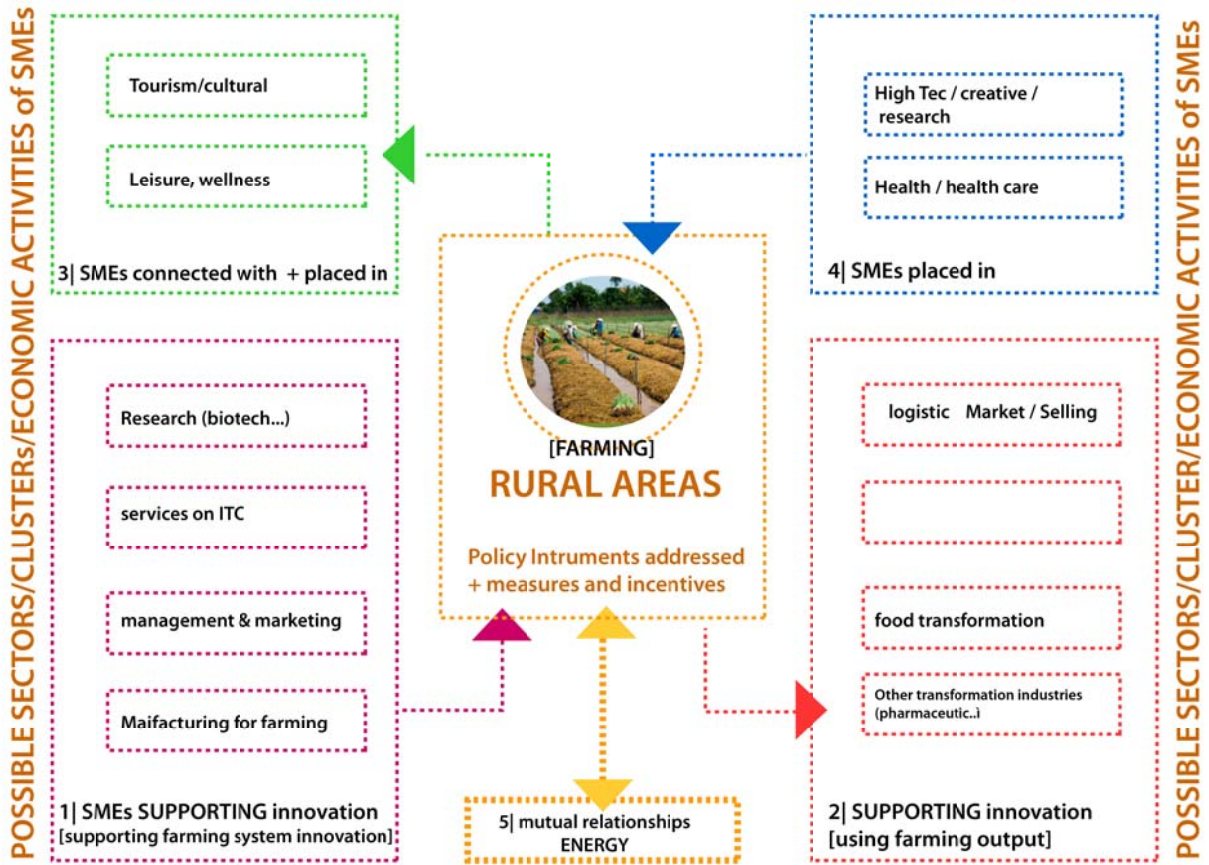 POSSIBLE SECTORS/CLUSTERs/ECONOMIC ACTIVITIES of SMEs
Tourism/cultural
Leisure, wellness
3| SMEs connected with + placed in
High Tec / creative /
research
Health / health care
4| SMEs placed in
[FARMING]
RURAL AREAS
Policy Intruments addressed
+ measures and incentives
Research (biotech...)
services on ITC
management & marketing
Maifacturing for farming
1| SMEs SUPPORTING innovation
[supporting farming system innovation]
5| mutual relationships
ENERGY
logistic Market / Selling
food transformation
Other transformation industries
(pharmaceutic..ì
2| SUPPORTING innovation
[using farming output]
POSSIBLE SECTORS/CLUSTER/ECONOMIC ACTIVITIES of SMEs